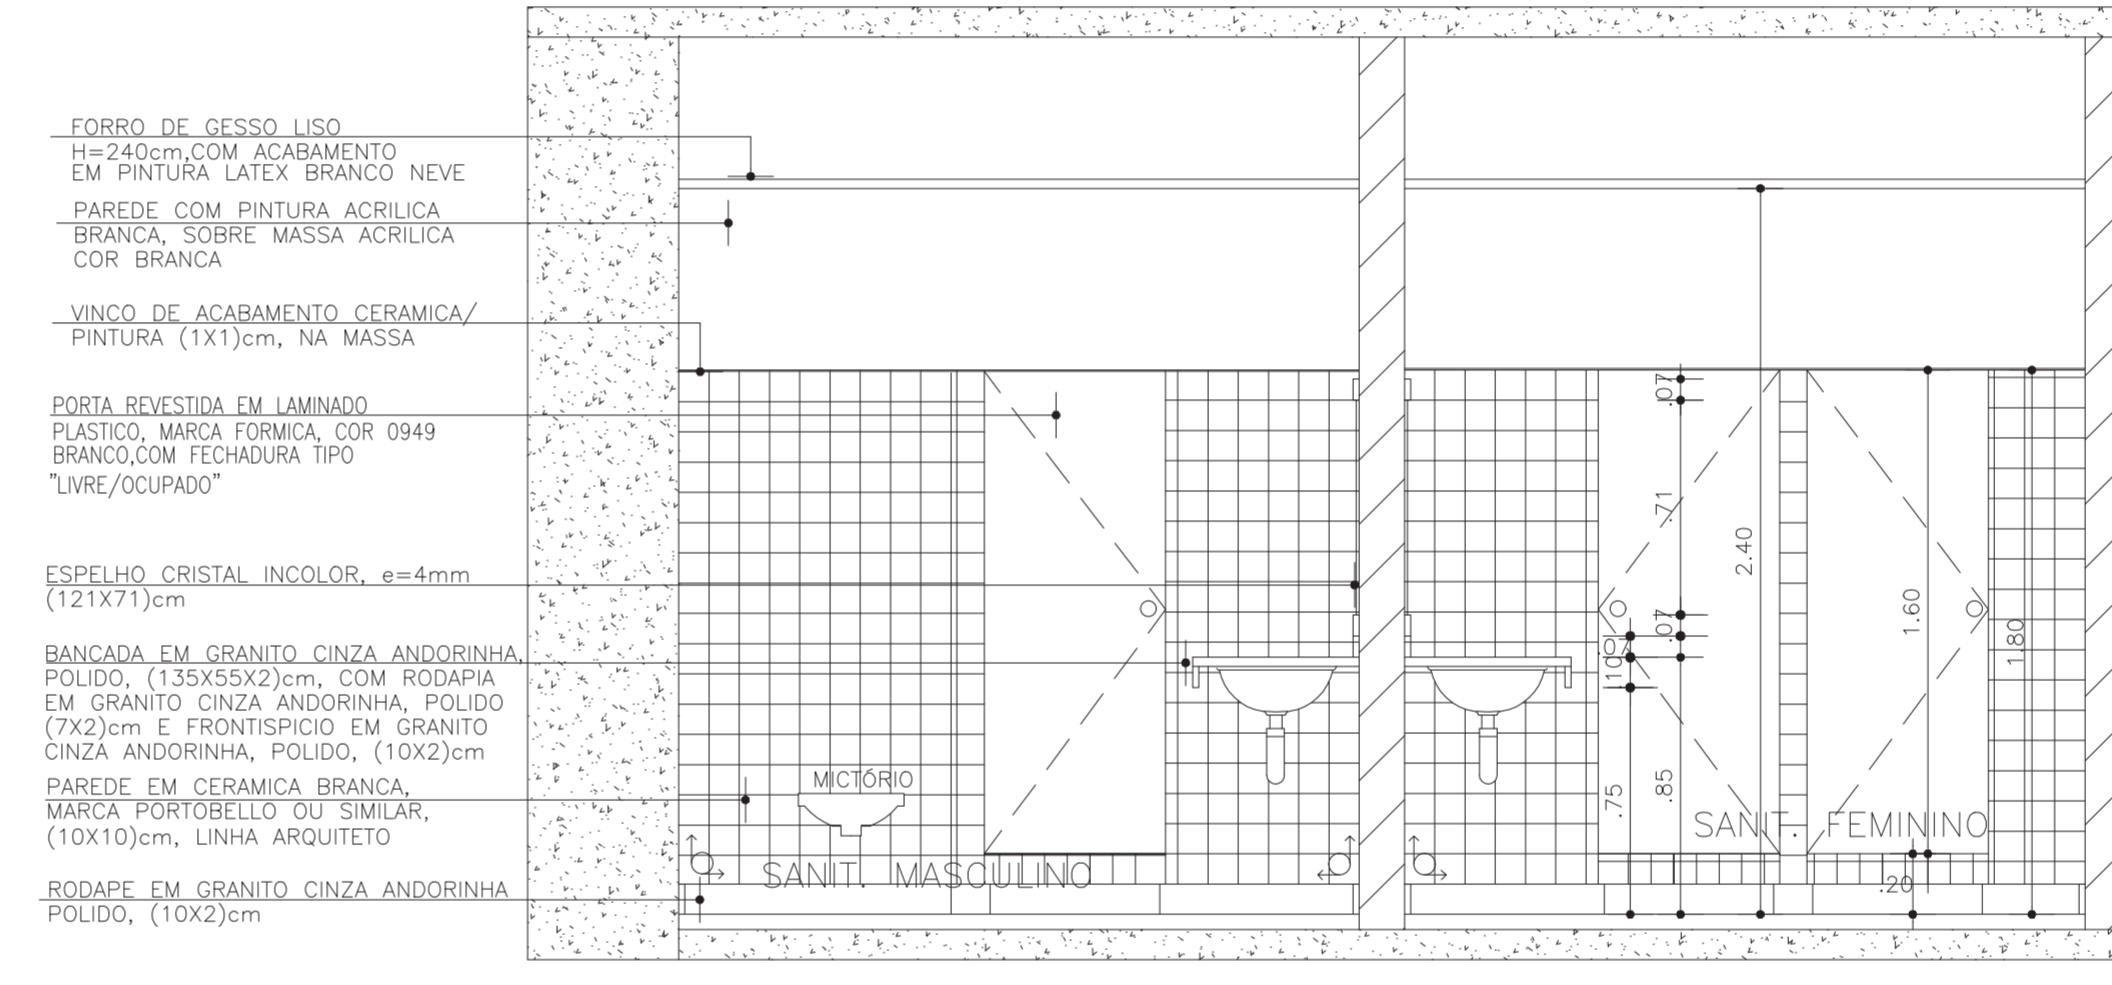 FORRO DE GESSO LISO
H=240cm,COM ACABAMENTO
EM PINTURA LATEX BRANCO NEVE
PAREDE COM PINTURA ACRILICA
BRANCA, SOBRE MASSA ACRILICA
COR BRANCA
VINCO DE ACABAMENTO CERAMICA/
PINTURA (1X1)cm, NA MASSA
PORTA REVESTIDA EM LAMINADO
PLASTICO, MARCA FORMICA, COR 0949
BRANCO,COM FECHADURA TIPO
"LIVRE/OCUPADO"
ESPELHO CRISTAL INCOLOR, e=4mm
(121X71)cm
BANCADA EM GRANITO CINZA ANDORINHA,
POLIDO, (135X55X2)cm, COM RODAPIA
EM GRANITO CINZA ANDORINHA, POLIDO
(7X2)cm E FRONTISPICIO EM GRANITO
CINZA ANDORINHA, POLIDO, (10X2)cm
PAREDE EM CERAMICA BRANCA,
MARCA PORTOBELLO OU SIMILAR,
(10X10)cm, LINHA ARQUITETO
RODAPE EM GRANITO CINZA ANDORINHA
POLIDO, (10X2)cm
MICTÓRIO
SANIT. MASCULINO
.07
.71
2.40
.07
.07
.10
1.60
1.80
.75
.85
SANIT. FEMININO
.20